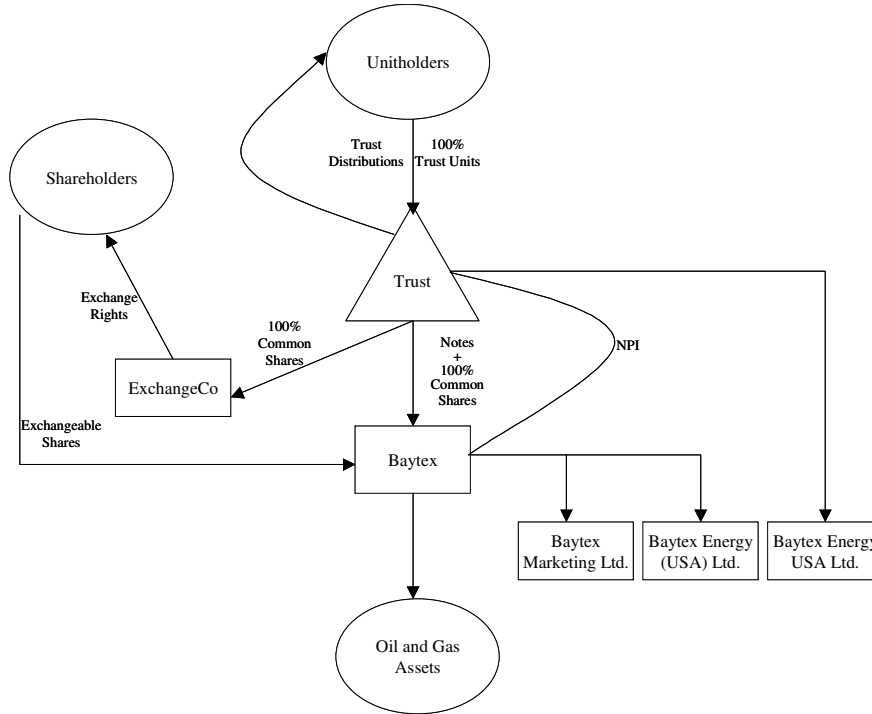 Unitholders
Trust
Distributions
100%
Trust Units
Shareholders
Trust
Exchange
Rights
100%
Common
Shares
Notes
+
100%
Common
Shares
NPI
ExchangeCo
Exchangeable
Shares
Baytex
Baytex
Marketing Ltd.
Baytex Energy
(USA) Ltd.
Baytex Energy
USA Ltd.
Oil and Gas
Assets